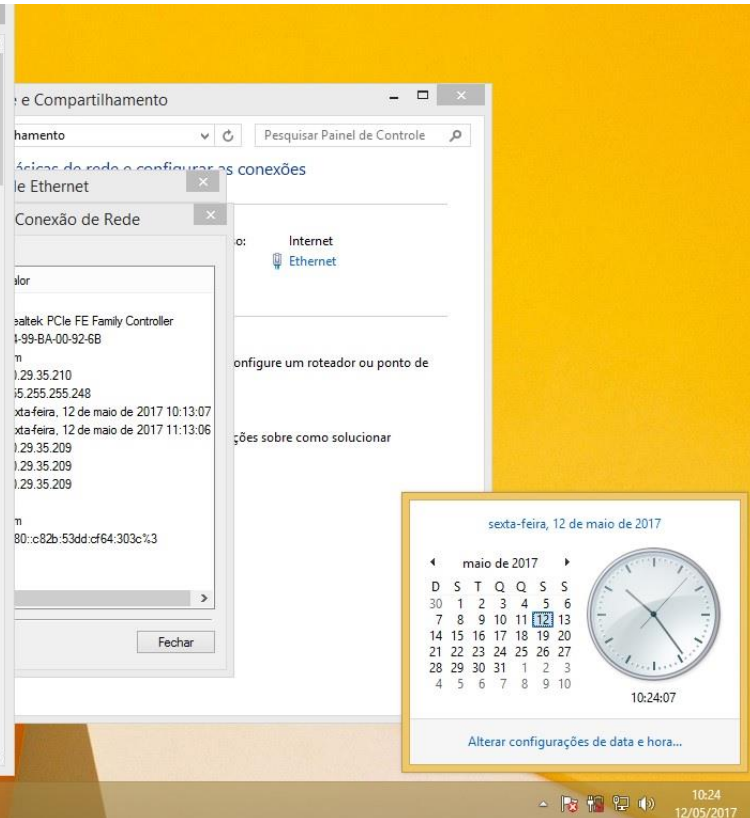 e Compartilhamento
hamento
Pesquisar Painel de Controle
ásicas de rede e configurar as conexões
le Ethernet
Conexão de Rede
o:
Internet
Ethernet
alor
ealtek PCIe FE Family Controller
4-99-BA-00-92-6B
m
0.29.35.210
55.255.255.248
xta-feira, 12 de maio de 2017 10:13:07
xta-feira, 12 de maio de 2017 11:13:06
0.29.35.209
0.29.35.209
0.29.35.209
m
80::c82b:53dd:cf64:303c%3
onfigure um roteador ou ponto de
ções sobre como solucionar
Fechar
sexta-feira, 12 de maio de 2017
maio de 2017
D S T Q Q S S
30 1 2 3 4 5 6
7 8 9 10 11 12 13
14 15 16 17 18 19 20
21 22 23 24 25 26 27
28 29 30 31 1 2 3
4 5 6 7 8 9 10
10:24:07
Alterar configurações de data e hora...
10:24
12/05/2017